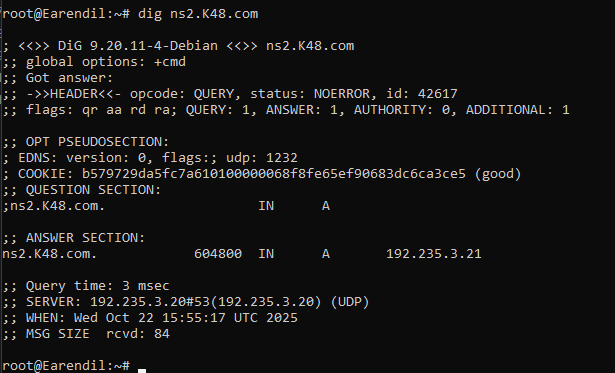 root@Earendil:~# dig ns2.K48.com
; <<>> DiG 9.20.11-4-Debian <<>> ns2.K48.com
;; global options: +cmd
;; Got answer:
;; ->>HEADER<<- opcode: QUERY, status: NOERROR, id: 42617
;; flags: qr aa rd ra; QUERY: 1, ANSWER: 1, AUTHORITY: 0, ADDITIONAL: 1
;; OPT PSEUDOSECTION:
; EDNS: version: 0, flags:; udp: 1232
; COOKIE: b579729da5fc7a610100000068f8fe65ef90683dc6ca3ce5 (good)
;; QUESTION SECTION:
;ns2.K48.com. IN A
;; ANSWER SECTION:
ns2.K48.com. 604800 IN A 192.235.3.21
;; Query time: 3 msec
;; SERVER: 192.235.3.20#53(192.235.3.20) (UDP)
;; WHEN: Wed Oct 22 15:55:17 UTC 2025
;; MSG SIZE rcvd: 84
root@Earendil:~#